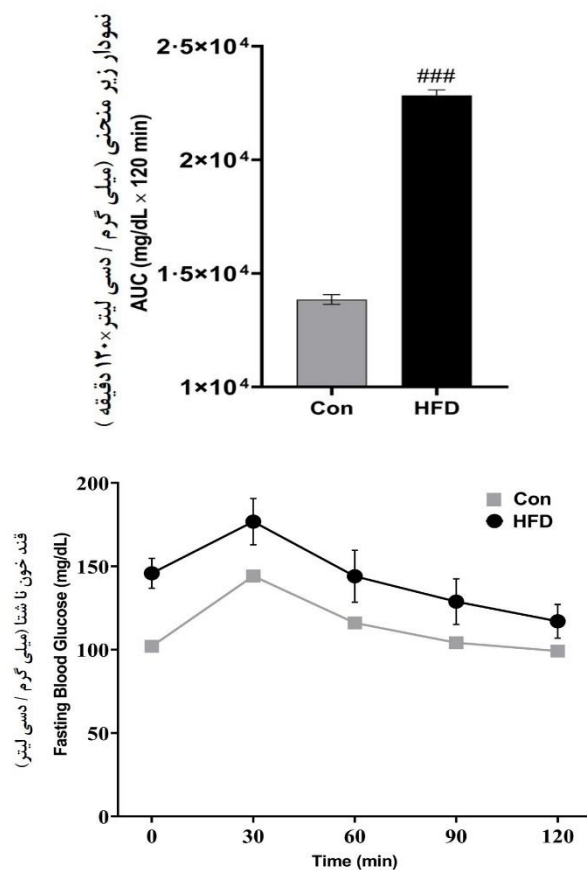 نمودار زیر منحنی (میلی گرم / دسی لیتر×۱۲۰ دقیقه )
AUC (mg/dL × 120 min)
2·5×10⁴
2×10⁴
1·5×10⁴
1×10⁴
###
Con
HFD
قند خون نا شتا (میلی گرم / دسی لیتر)
Fasting Blood Glucose (mg/dL)
200
150
100
50
0
Con
HFD
0 30 60 90 120
Time (min)